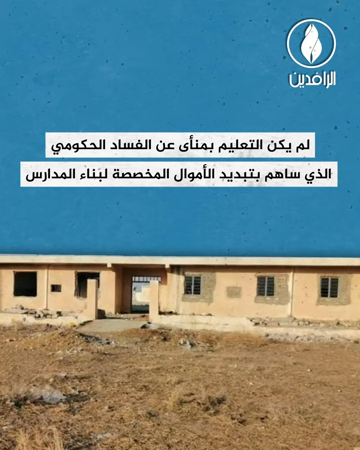 الرافدين
لم يكن التعليم بمنأى عن الفساد الحكومي
الذي ساهم بتبديد الأموال المخصصة لبناء المدارس